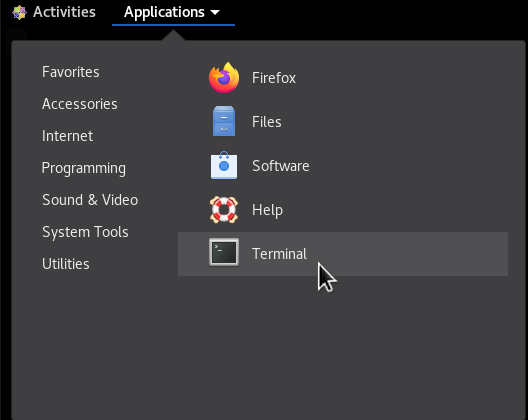 Activities
Applications
Favorites
Accessories
Internet
Programming
Sound & Video
System Tools
Utilities
Firefox
Files
Software
Help
Terminal